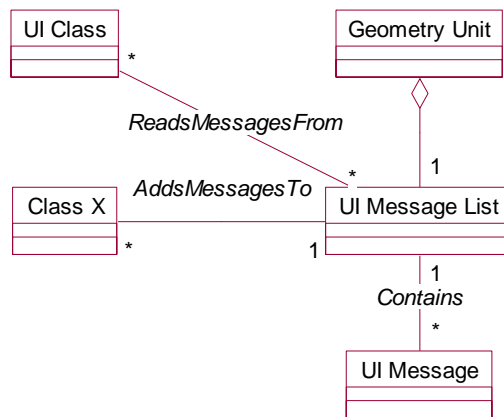 UI Class
Geometry Unit
*
ReadsMessagesFrom
*
1
AddsMessagesTo
Class X
UI Message List
*
1
1
Contains
*
UI Message